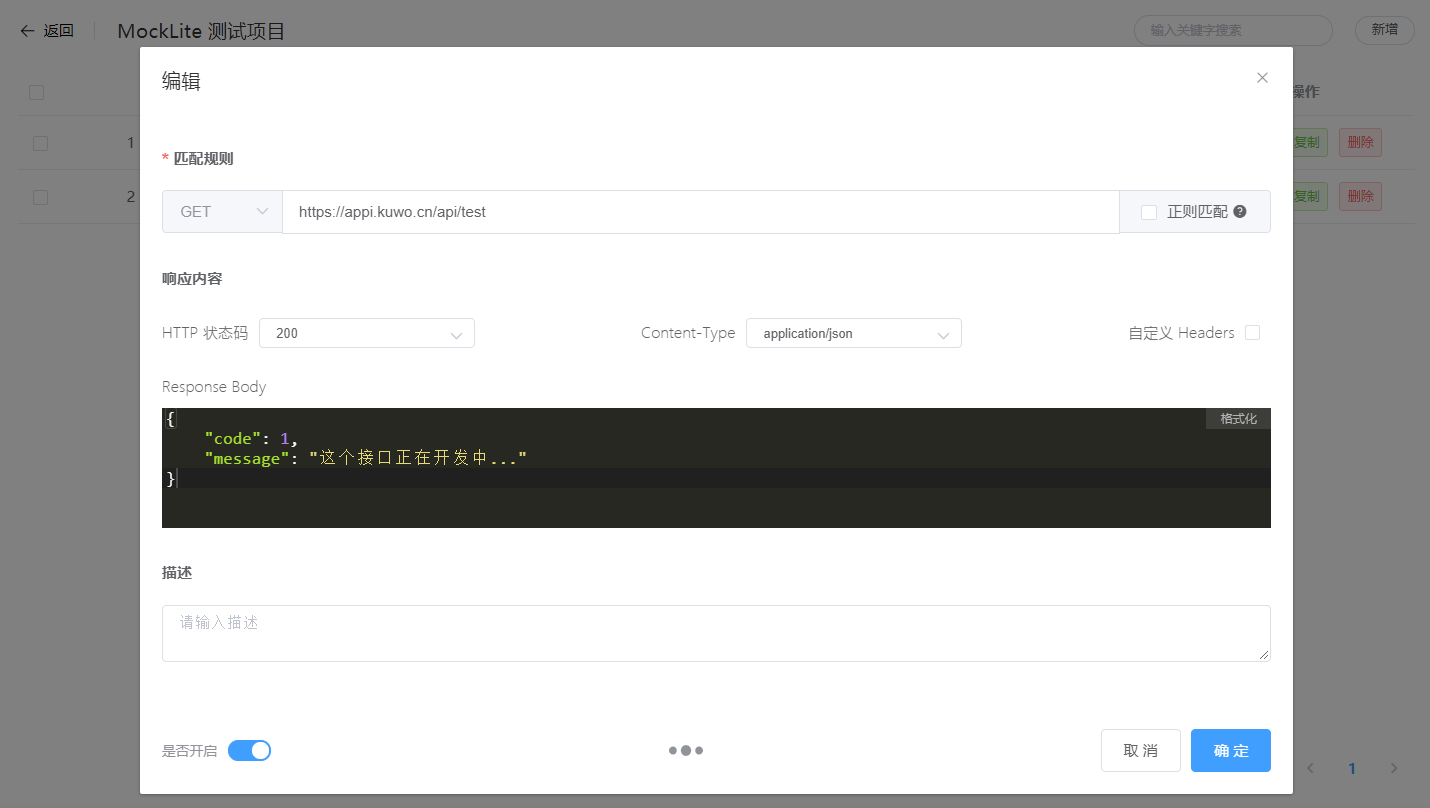 返回 MockLite 测试项目 输入关键字搜索 新增
编辑
操作
1 复制 删除
* 匹配规则
2 复制 删除
GET https://appi.kuwo.cn/api/test 正则匹配 ?
响应内容
HTTP 状态码 200 Content-Type application/json 自定义 Headers
Response Body
格式化
{
"code": 1,
"message": "这个接口正在开发中..."
}
描述
请输入描述
是否开启 取 消 确 定
1